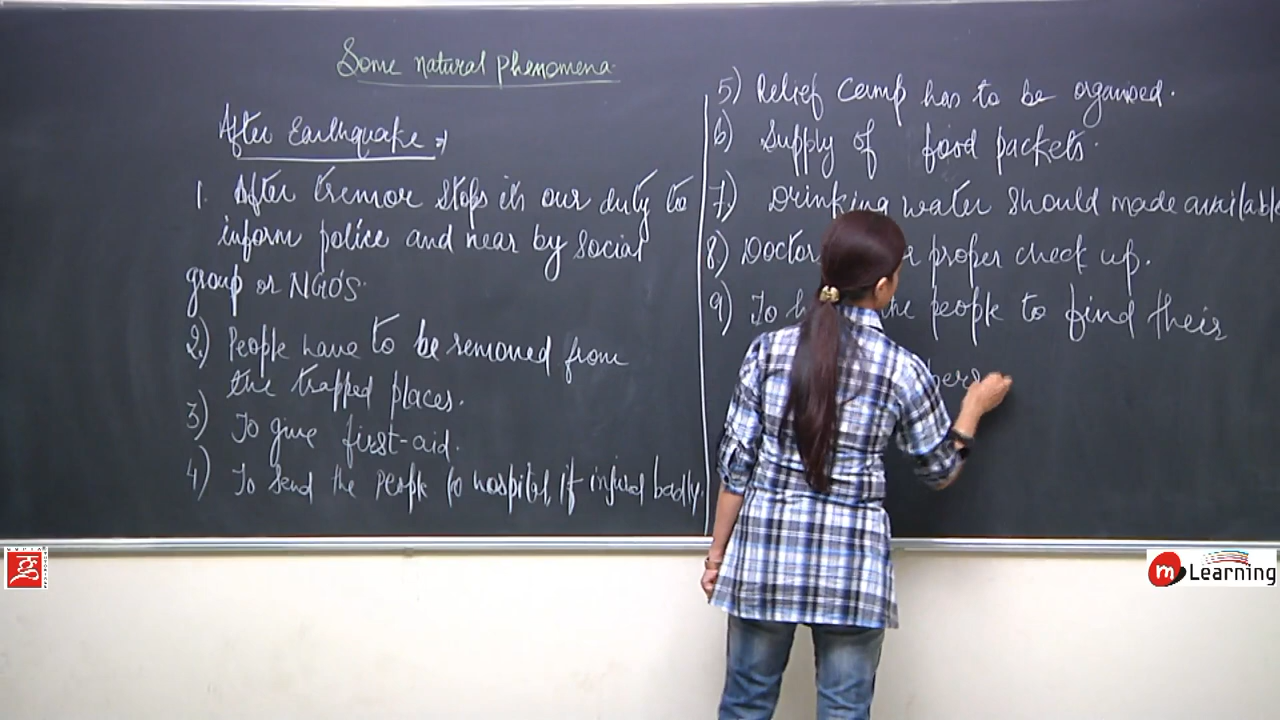 Some natural phenomena
After Earthquake ⇒
1. After tremor stops its our duty to
inform police and near by social
group or NGO'S.
2) People have to be removed from
the trapped places.
3) To give first-aid.
4) To send the people to hospital, if injured badly.
5) Relief camp has to be organised.
6) Supply of food packets.
7) Drinking water should made available
8) Doctor proper check up.
9) To the people to find their
m Learning